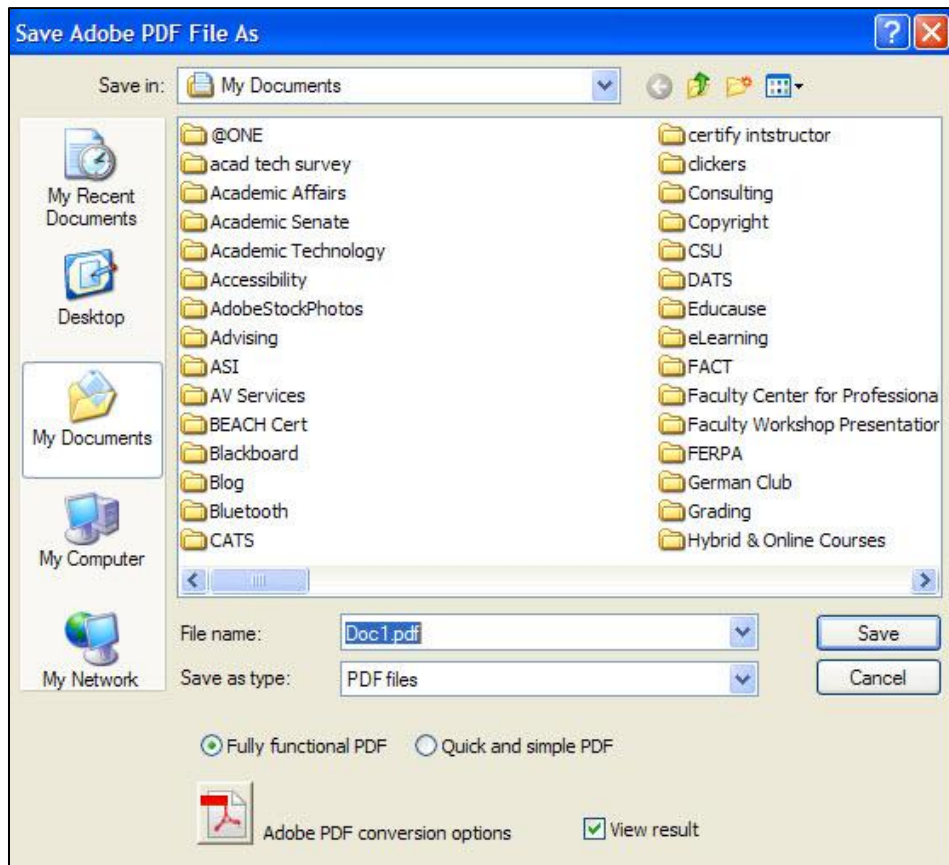 Save Adobe PDF File As
Save in: My Documents
My Recent
Documents
Desktop
My Documents
My Computer
My Network
@ONE
acad tech survey
Academic Affairs
Academic Senate
Academic Technology
Accessibility
AdobeStockPhotos
Advising
ASI
AV Services
BEACH Cert
Blackboard
Blog
Bluetooth
CATS
certify intstructor
clickers
Consulting
Copyright
CSU
DATS
Educause
eLearning
FACT
Faculty Center for Professiona
Faculty Workshop Presentation
FERPA
German Club
Grading
Hybrid & Online Courses
File name: Doc1.pdf Save
Save as type: PDF files Cancel
Fully functional PDF Quick and simple PDF
Adobe PDF conversion options View result